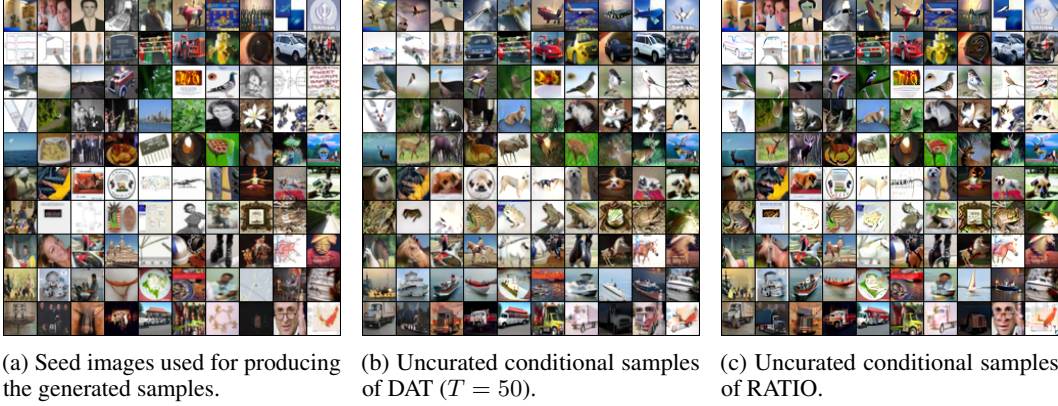 (a) Seed images used for producing
the generated samples.
(b) Uncurated conditional samples
of DAT (T = 50).
(c) Uncurated conditional samples
of RATIO.